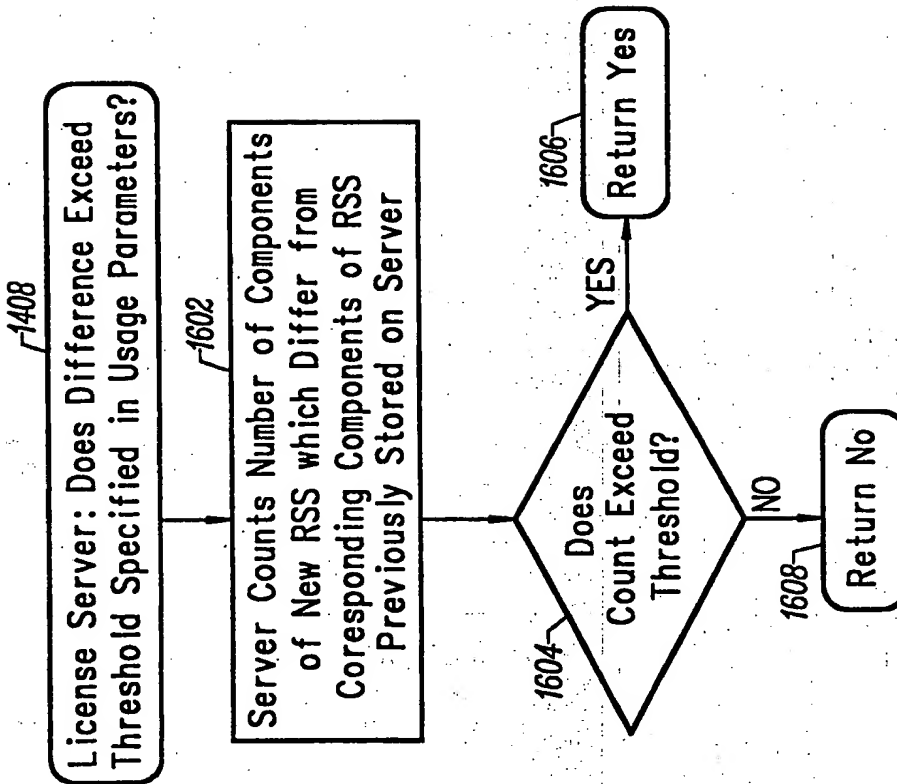 1408
License Server: Does Difference Exceed
Threshold Specified in Usage Parameters?
1602
Server Counts Number of Components
of New RSS which Differ from
Coresponding Components of RSS
Previously Stored on Server
1604
Does
Count Exceed
Threshold?
YES
1606
Return Yes
NO
1608
Return No